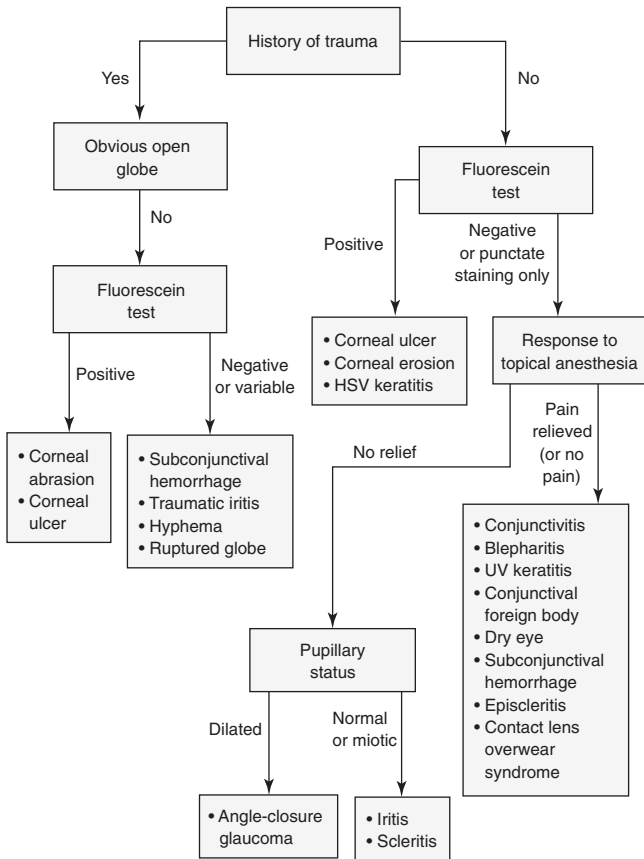 History of trauma
Yes
No
Obvious open
globe
Fluorescein
test
No
Positive
Negative
or punctate
staining only
Fluorescein
test
• Corneal ulcer
• Corneal erosion
• HSV keratitis
Response to
topical anesthesia
Positive
Negative
or variable
No relief
Pain
relieved
(or no
pain)
• Corneal
abrasion
• Corneal
ulcer
• Subconjunctival
hemorrhage
• Traumatic iritis
• Hyphema
• Ruptured globe
• Conjunctivitis
• Blepharitis
• UV keratitis
• Conjunctival
foreign body
• Dry eye
• Subconjunctival
hemorrhage
• Episcleritis
• Contact lens
overwear
syndrome
Pupillary
status
Dilated
Normal
or miotic
• Angle-closure
glaucoma
• Iritis
• Scleritis